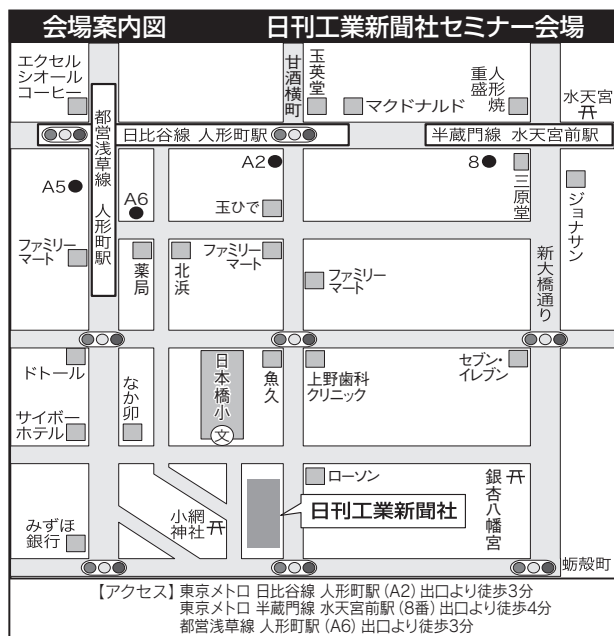 会場案内図 日刊工業新聞社セミナー会場
エクセル
シオール
コーヒー
甘酒横町
玉英堂
マクドナルド
人形焼
重盛
水天宮
都営浅草線 人形町駅
日比谷線 人形町駅
半蔵門線 水天宮前駅
A5
A6
A2
8
玉ひで
三原堂
ジョナサン
ファミリー
マート
薬局
北浜
ファミリー
マート
ファミリー
マート
新大橋通り
ドトール
なか卯
日本橋小
文
魚久
上野歯科
クリニック
セブン・
イレブン
サイボー
ホテル
ローソン
銀杏八幡宮
日刊工業新聞社
小網
神社
みずほ
銀行
蛎殻町
【アクセス】東京メトロ 日比谷線 人形町駅(A2)出口より徒歩3分
東京メトロ 半蔵門線 水天宮前駅(8番)出口より徒歩4分
都営浅草線 人形町駅(A6)出口より徒歩3分